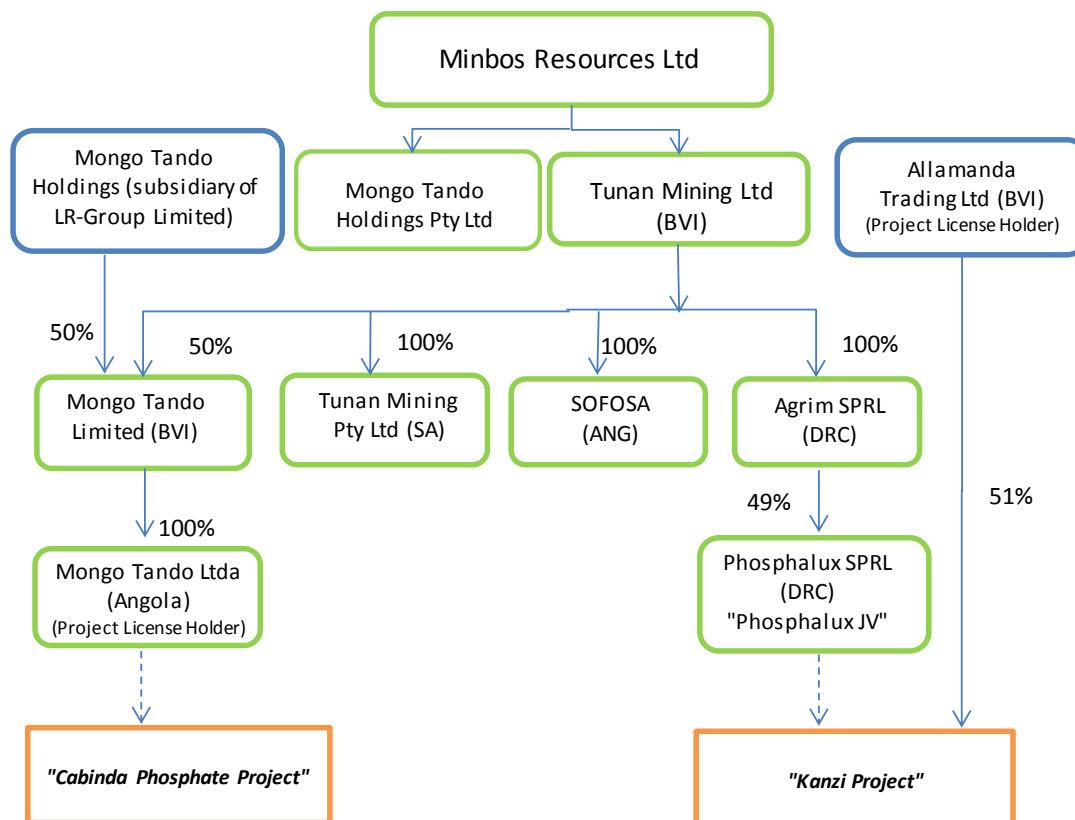 Minbos Resources Ltd
Mongo Tando
Holdings (subsidiary of
LR-Group Limited)
Mongo Tando
Holdings Pty Ltd
Tunan Mining Ltd
(BVI)
Allamanda
Trading Ltd (BVI)
(Project License Holder)
50%
50%
100%
100%
100%
Mongo Tando
Limited (BVI)
Tunan Mining
Pty Ltd (SA)
SOFOSA
(ANG)
Agrim SPRL
(DRC)
49%
51%
100%
Mongo Tando Ltda
(Angola)
(Project License Holder)
Phosphalux SPRL
(DRC)
"Phosphalux JV"
"Cabinda Phosphate Project"
"Kanzi Project"